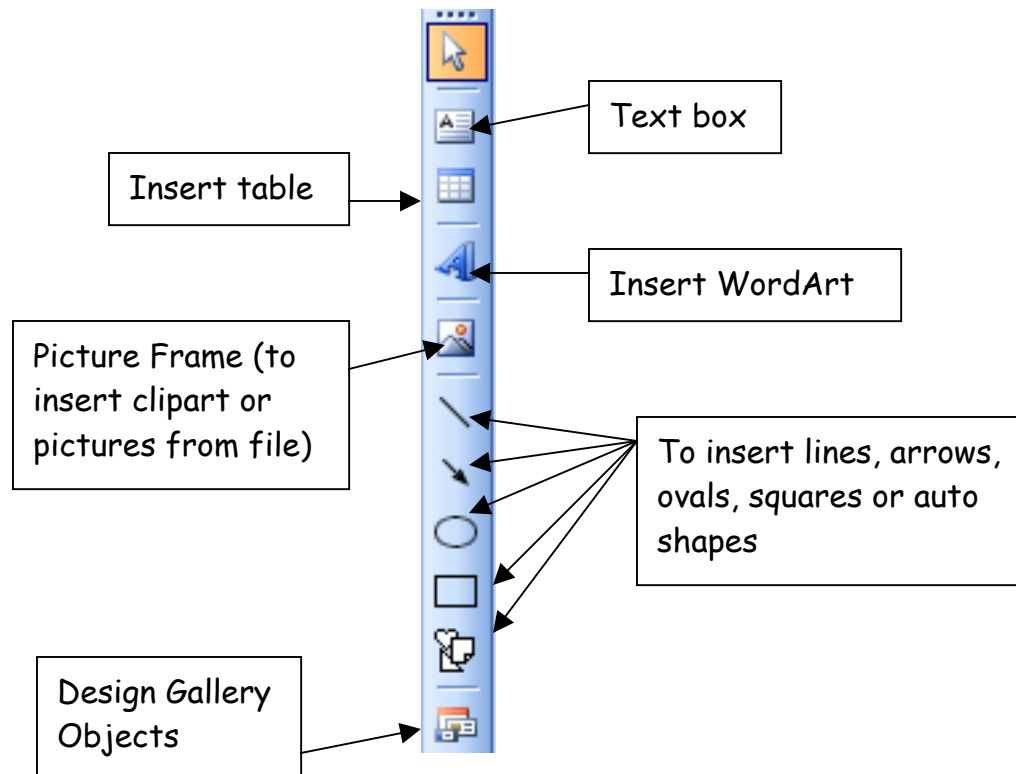 Text box
Insert table
Insert WordArt
Picture Frame (to
insert clipart or
pictures from file)
To insert lines, arrows,
ovals, squares or auto
shapes
Design Gallery
Objects